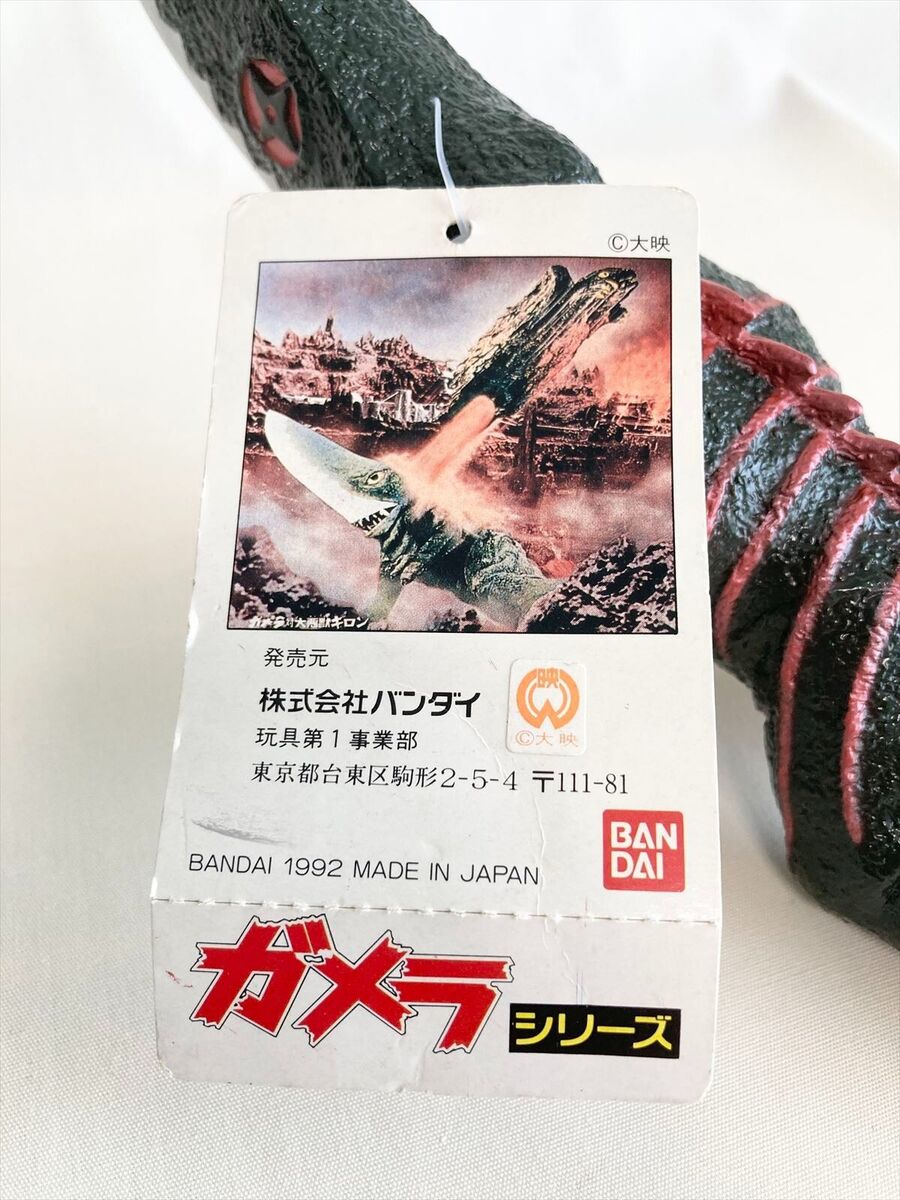 ©大映
ガメラ対大悪獣ギロン
発売元
株式会社バンダイ
映
©大映
玩具第1事業部
東京都台東区駒形2-5-4 〒111-81
BAN
DAI
BANDAI 1992 MADE IN JAPAN
ガメラ
シリーズ